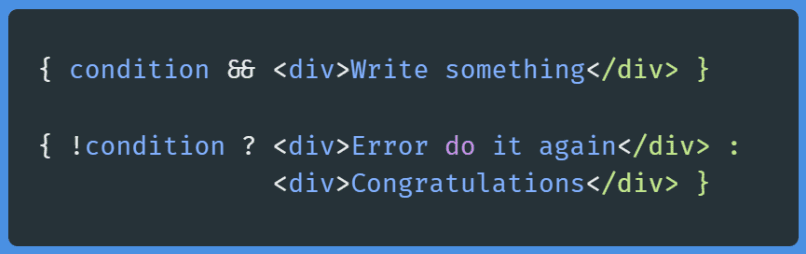 { condition && <div>Write something</div> }
{ !condition ? <div>Error do it again</div> :
<div>Congratulations</div> }